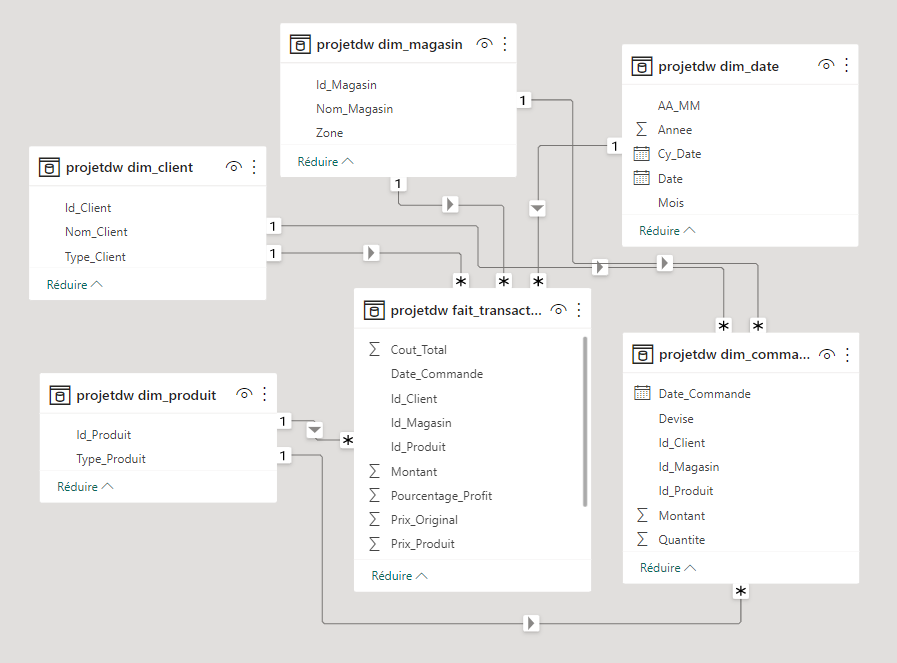 projetdw dim_magasin
Id_Magasin
Nom_Magasin
Zone
Réduire
1
1
projetdw dim_date
AA_MM
Annee
Cy_Date
Date
Mois
Réduire
1
projetdw dim_client
Id_Client
Nom_Client
Type_Client
Réduire
1
1
* * *
* *
projetdw fait_transact...
Cout_Total
Date_Commande
Id_Client
Id_Magasin
Id_Produit
Montant
Pourcentage_Profit
Prix_Original
Prix_Produit
Réduire
projetdw dim_comma...
Date_Commande
Devise
Id_Client
Id_Magasin
Id_Produit
Montant
Quantite
Réduire
*
projetdw dim_produit
Id_Produit
Type_Produit
Réduire
1
*
1